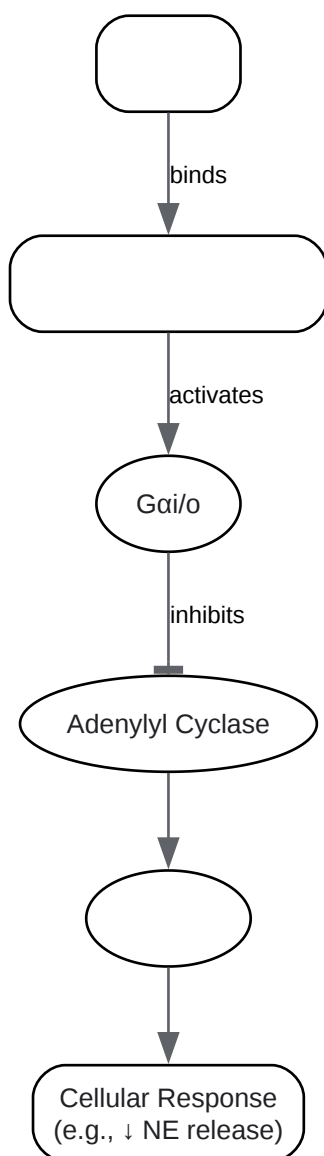 binds
activates
Gαi/o
inhibits
Adenylyl Cyclase
Cellular Response
(e.g., ↓ NE release)